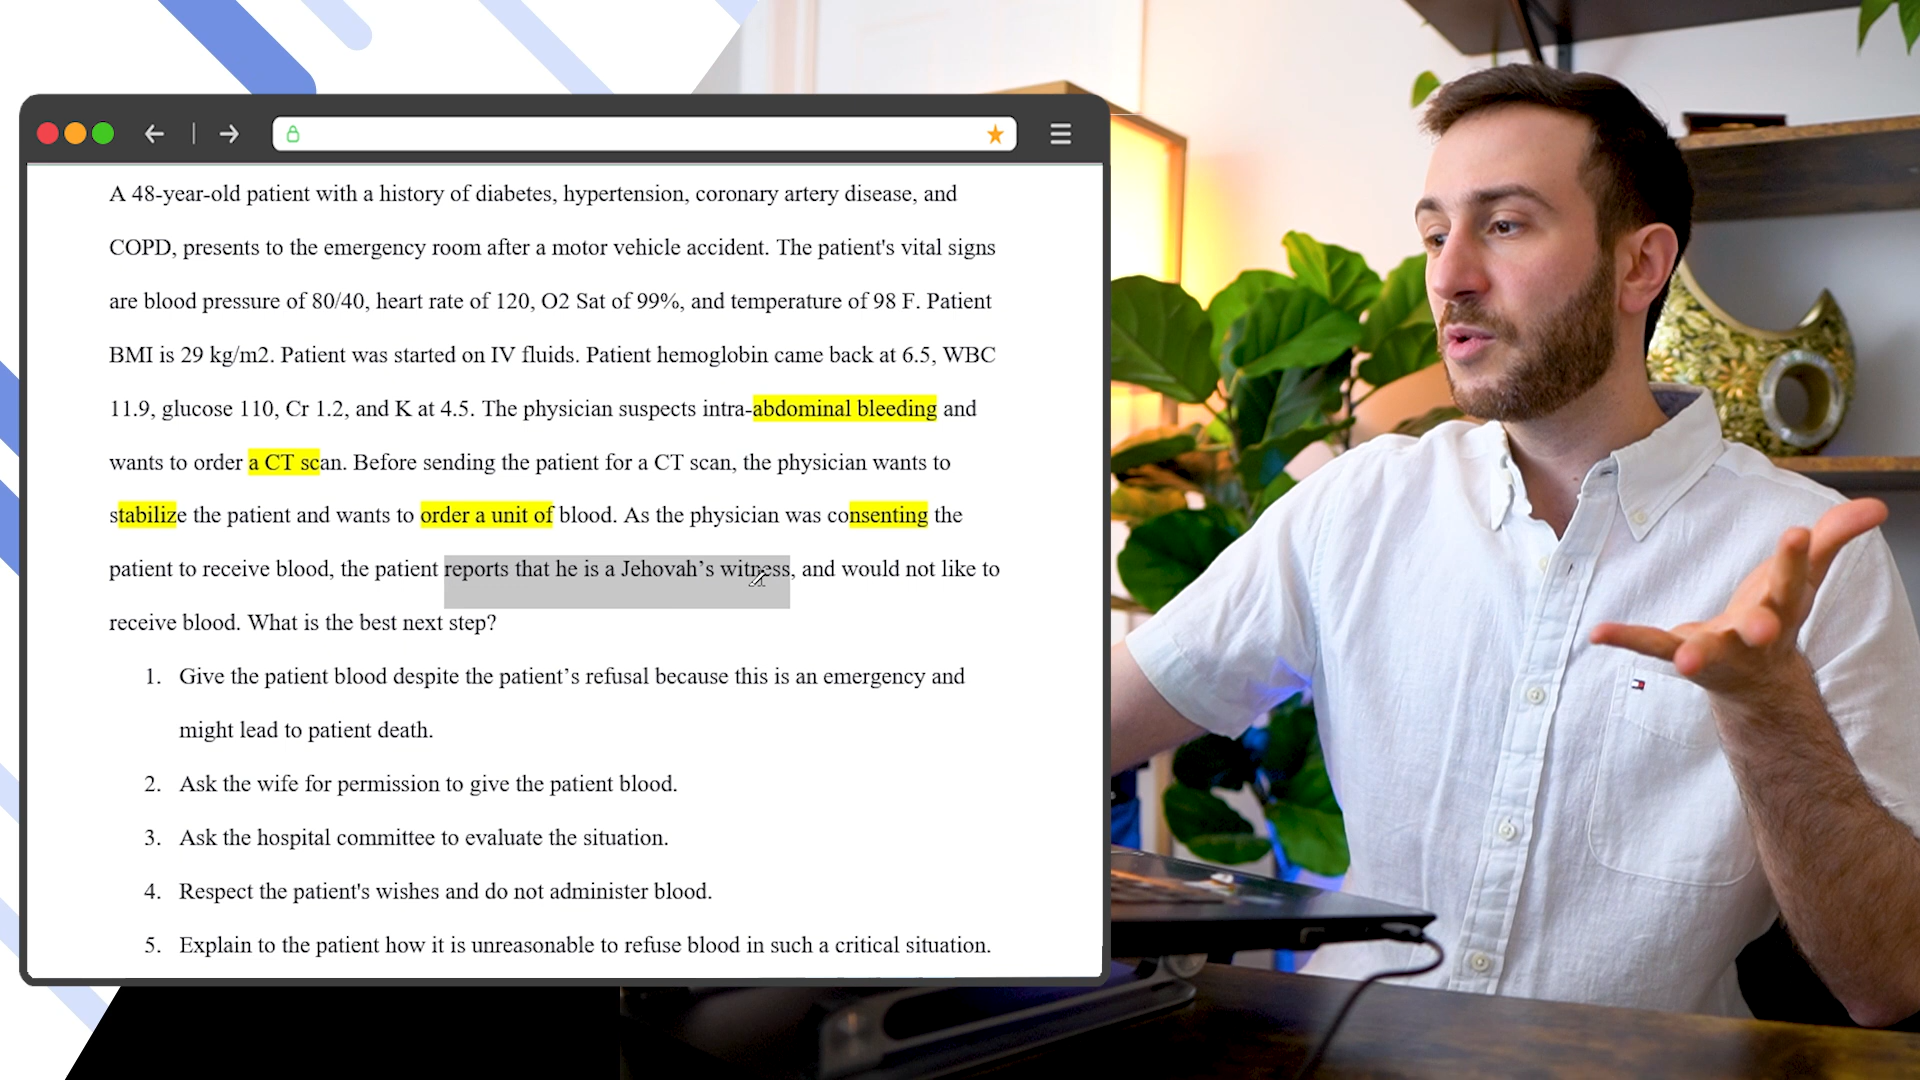 A 48-year-old patient with a history of diabetes, hypertension, coronary artery disease, and
COPD, presents to the emergency room after a motor vehicle accident. The patient's vital signs
are blood pressure of 80/40, heart rate of 120, O2 Sat of 99%, and temperature of 98 F. Patient
BMI is 29 kg/m2. Patient was started on IV fluids. Patient hemoglobin came back at 6.5, WBC
11.9, glucose 110, Cr 1.2, and K at 4.5. The physician suspects intra-abdominal bleeding and
wants to order a CT scan. Before sending the patient for a CT scan, the physician wants to
stabilize the patient and wants to order a unit of blood. As the physician was consenting the
patient to receive blood, the patient reports that he is a Jehovah’s witness, and would not like to
receive blood. What is the best next step?
1. Give the patient blood despite the patient’s refusal because this is an emergency and
might lead to patient death.
2. Ask the wife for permission to give the patient blood.
3. Ask the hospital committee to evaluate the situation.
4. Respect the patient's wishes and do not administer blood.
5. Explain to the patient how it is unreasonable to refuse blood in such a critical situation.